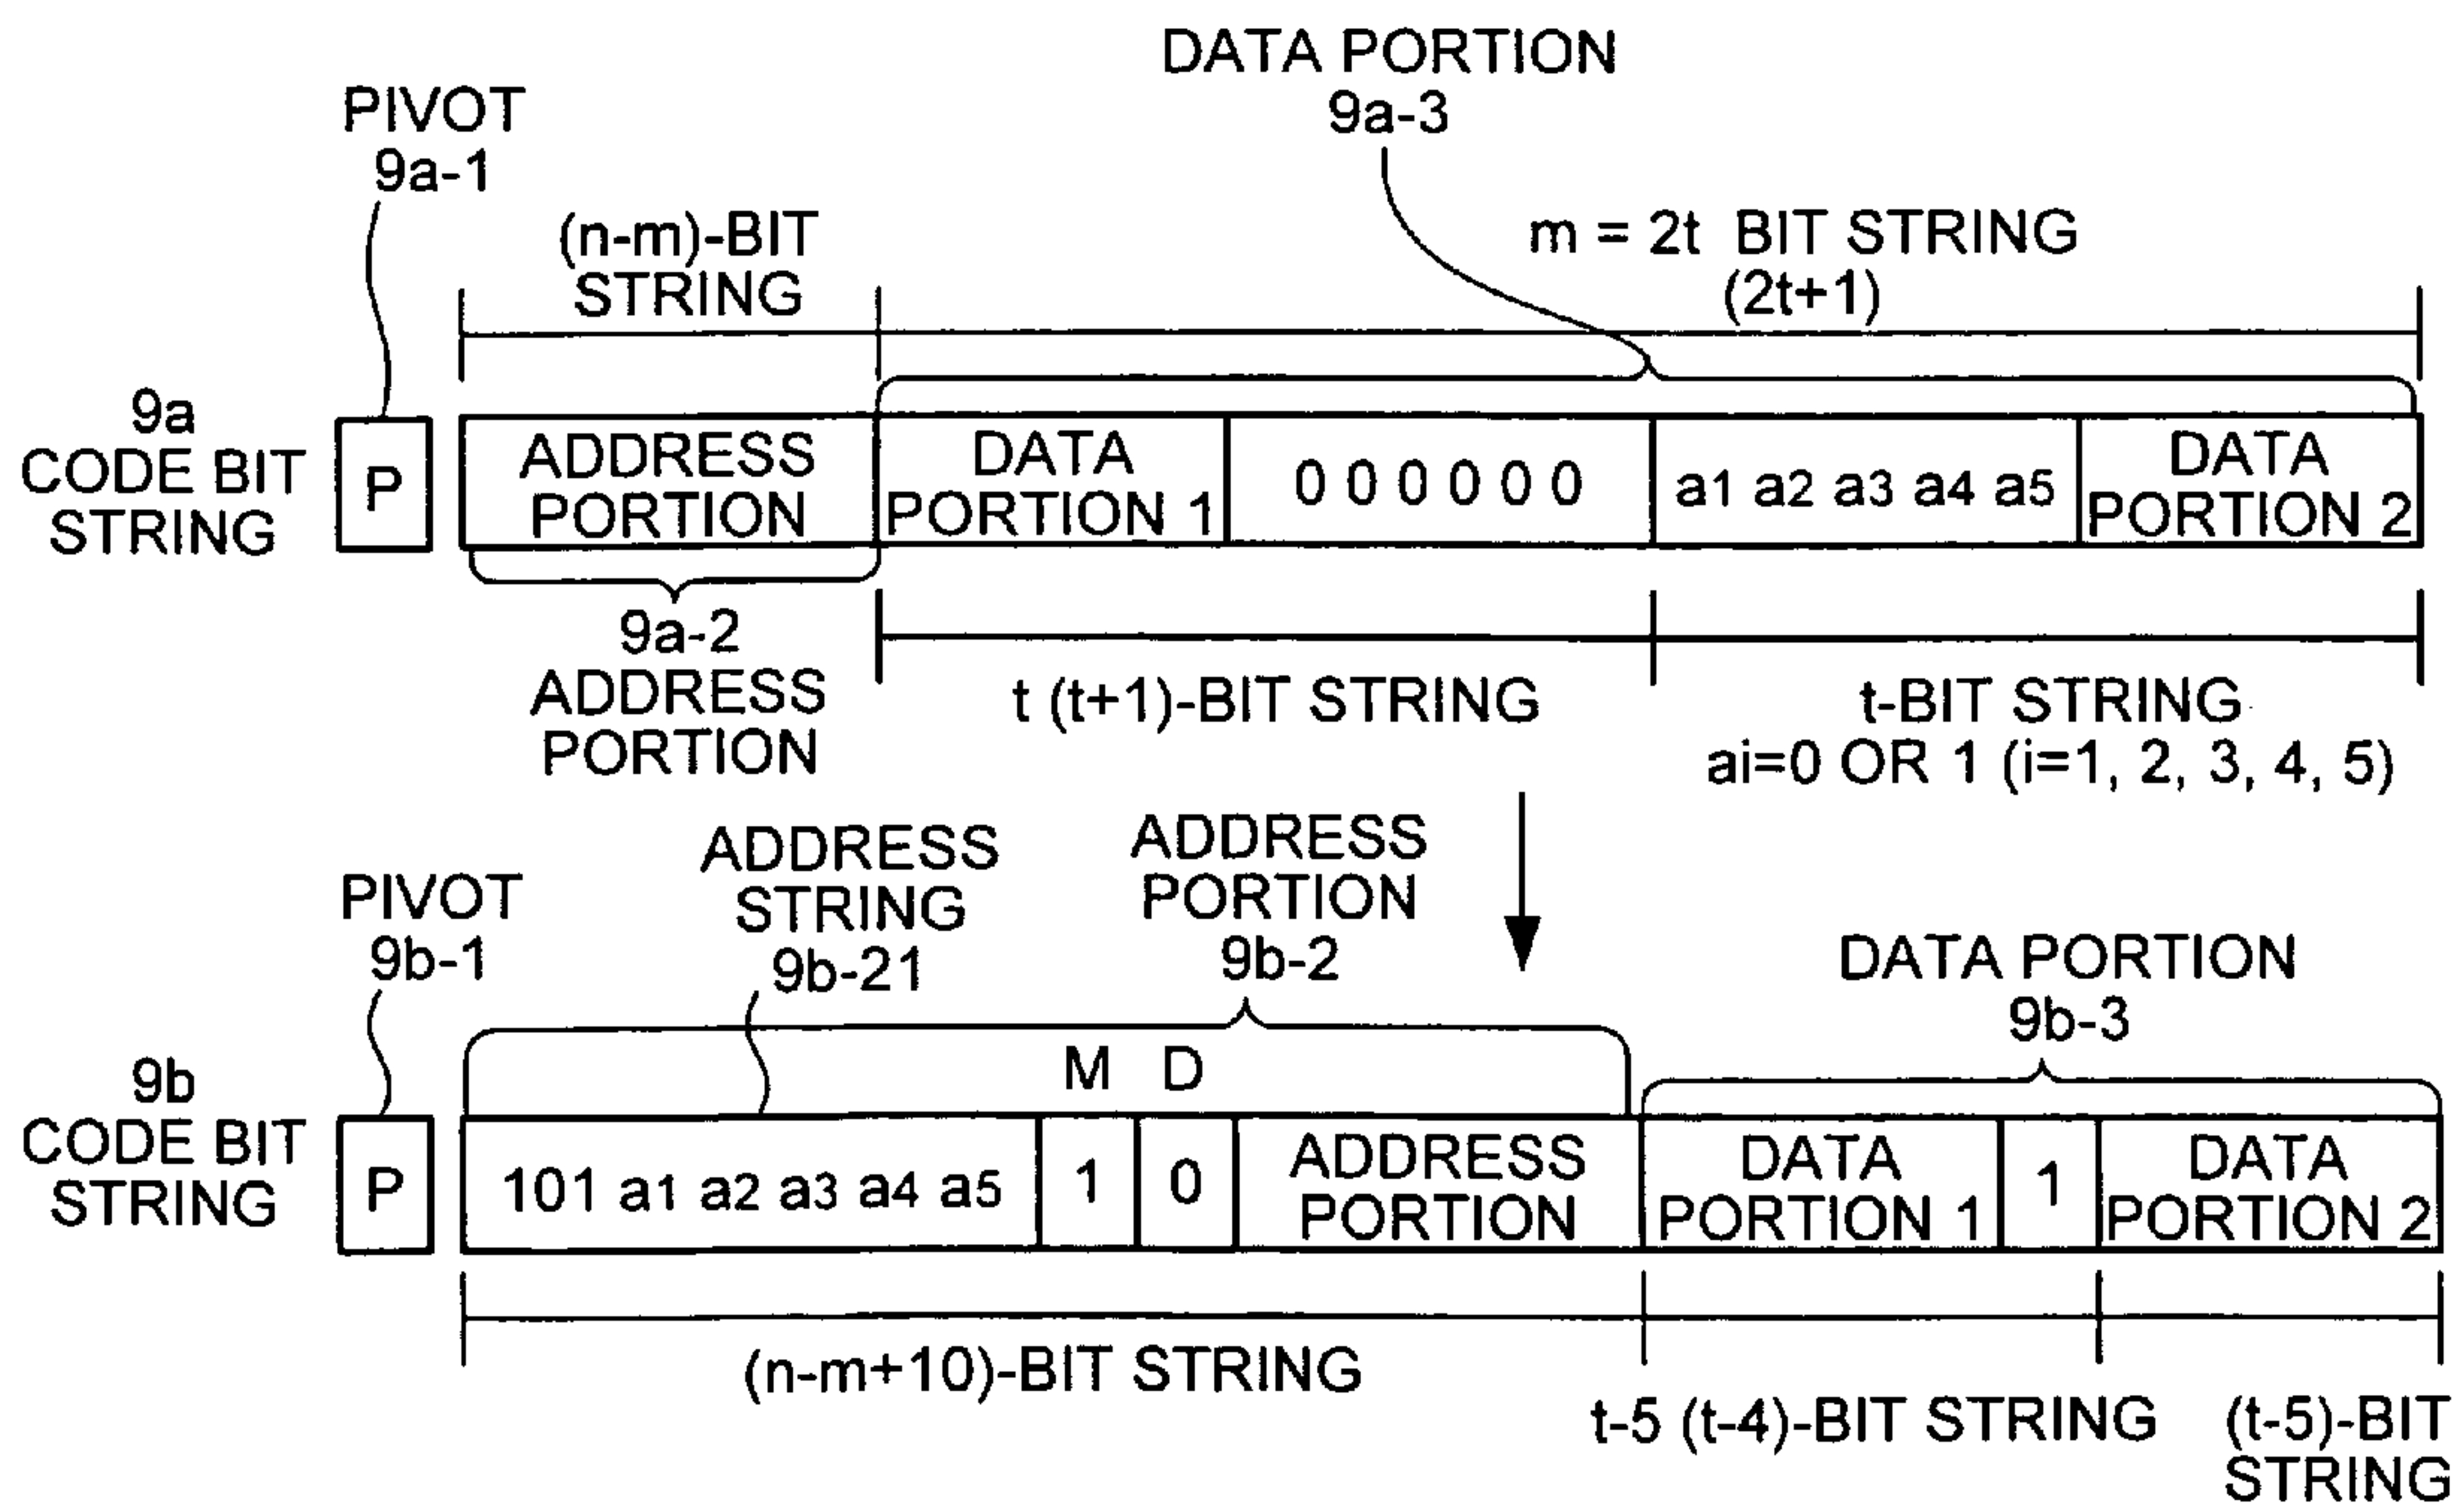 DATA PORTION
9a-3
PIVOT
9a-1
(n-m)-BIT
STRING
m = 2t BIT STRING
(2t+1)
9a
CODE BIT
STRING
P
ADDRESS
PORTION
DATA
PORTION 1
0 0 0 0 0 0
a1 a2 a3 a4 a5
DATA
PORTION 2
9a-2
ADDRESS
PORTION
t (t+1)-BIT STRING
t-BIT STRING
ai=0 OR 1 (i=1, 2, 3, 4, 5)
PIVOT
9b-1
ADDRESS
STRING
9b-21
ADDRESS
PORTION
9b-2
DATA PORTION
9b-3
M D
9b
CODE BIT
STRING
P
101 a1 a2 a3 a4 a5
1
0
ADDRESS
PORTION
DATA
PORTION 1
1
DATA
PORTION 2
(n-m+10)-BIT STRING
t-5 (t-4)-BIT STRING
(t-5)-BIT
STRING